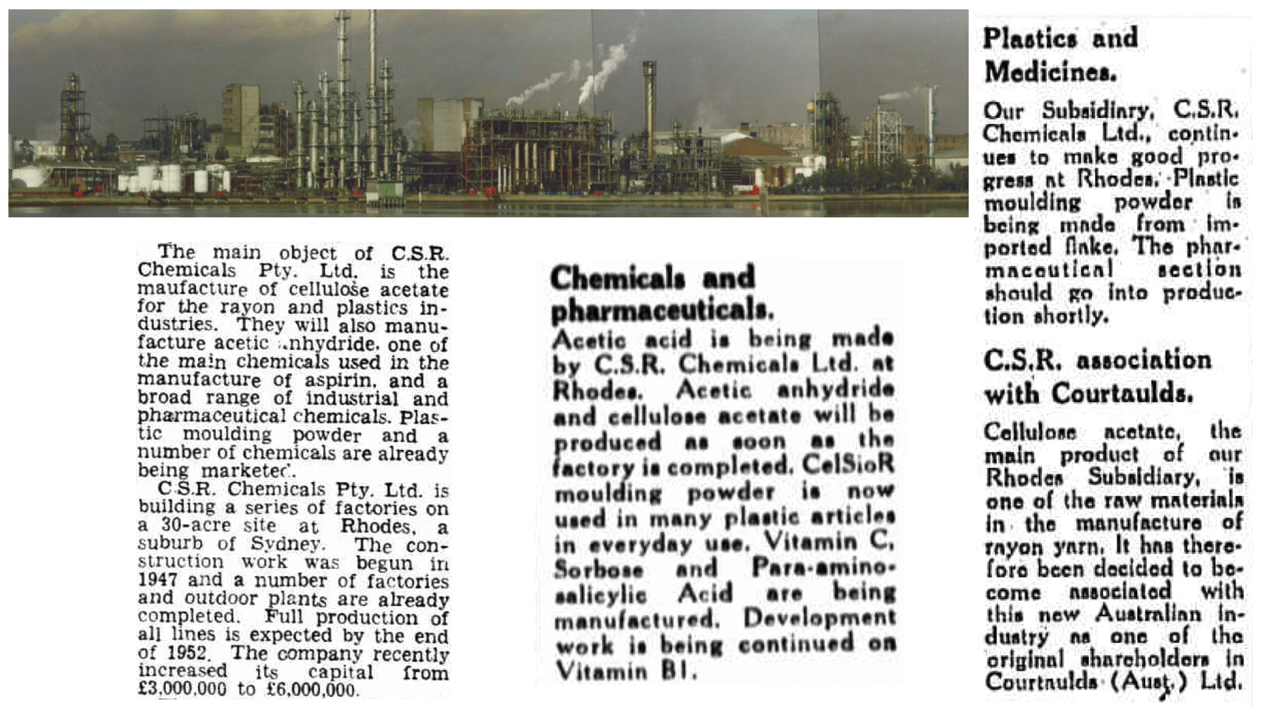 The main object of C.S.R.
Chemicals Pty. Ltd. is the
maufacture of cellulose acetate
for the rayon and plastics in-
dustries. They will also manu-
facture acetic .nhydride, one of
the main chemicals used in the
manufacture of aspirin, and a
broad range of industrial and
pharmaceutical chemicals. Plas-
tic moulding powder and a
number of chemicals are already
being marketed.
C.S.R. Chemicals Pty. Ltd. is
building a series of factories on
a 30-acre site at Rhodes, a
suburb of Sydney. The con-
struction work was begun in
1947 and a number of factories
and outdoor plants are already
completed. Full production of
all lines is expected by the end
of 1952. The company recently
increased its capital from
£3,000,000 to £6,000,000.
Chemicals and
pharmaceuticals.
Acetic acid is being made
by C.S.R. Chemicals Ltd. at
Rhodes. Acetic anhydride
and cellulose acetate will be
produced as soon as the
factory is completed. CelSioR
moulding powder is now
used in many plastic articles
in everyday use. Vitamin C,
Sorbose and Para-amino-
salicylic Acid are being
manufactured. Development
work is being continued on
Vitamin B1.
Plastics and
Medicines.
Our Subsidiary, C.S.R.
Chemicals Ltd., contin-
ues to make good pro-
gress at Rhodes. Plastic
moulding powder is
being made from im-
ported flake. The phar-
maceutical section
should go into produc-
tion shortly.
C.S.R. association
with Courtaulds.
Cellulose acetate, the
main product of our
Rhodes Subsidiary, is
one of the raw materials
in the manufacture of
rayon yarn. It has there-
fore been decided to be-
come associated with
this new Australian in-
dustry as one of the
original shareholders in
Courtaulds (Aust.) Ltd.